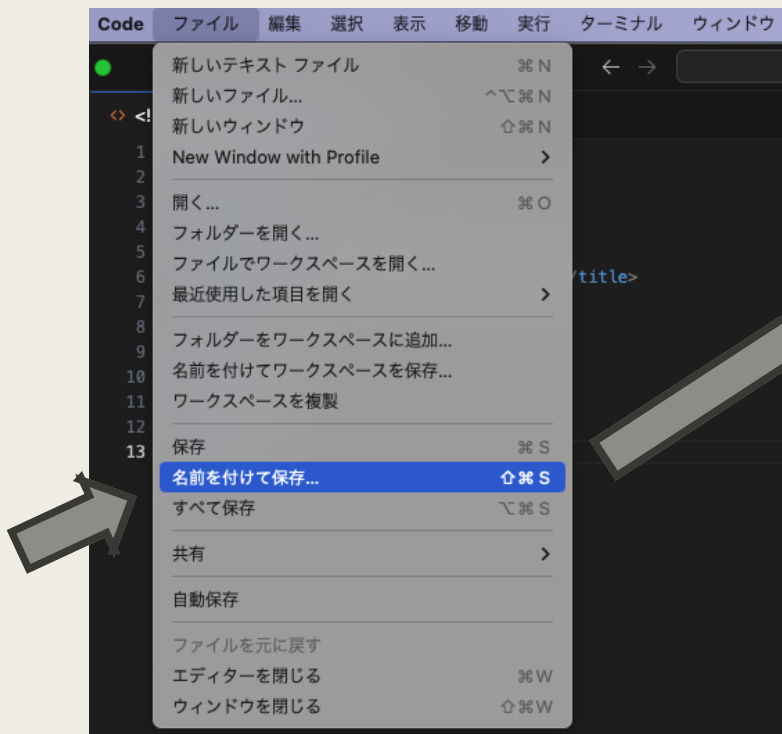 Code ファイル 編集 選択 表示 移動 実行 ターミナル ウィンドウ
新しいテキスト ファイル ⌘ N
新しいファイル... ^⌥⌘ N
新しいウィンドウ ⇧⌘ N
New Window with Profile >
開く... ⌘ O
フォルダーを開く...
ファイルでワークスペースを開く...
最近使用した項目を開く >
フォルダーをワークスペースに追加...
名前を付けてワークスペースを保存...
ワークスペースを複製
保存 ⌘ S
名前を付けて保存... ⇧⌘ S
すべて保存 ⌥⌘ S
共有 >
自動保存
ファイルを元に戻す
エディターを閉じる ⌘W
ウィンドウを閉じる ⇧⌘W
<> <!
1
2
3
4
5
6 /title>
7
8
9
10
11
12
13